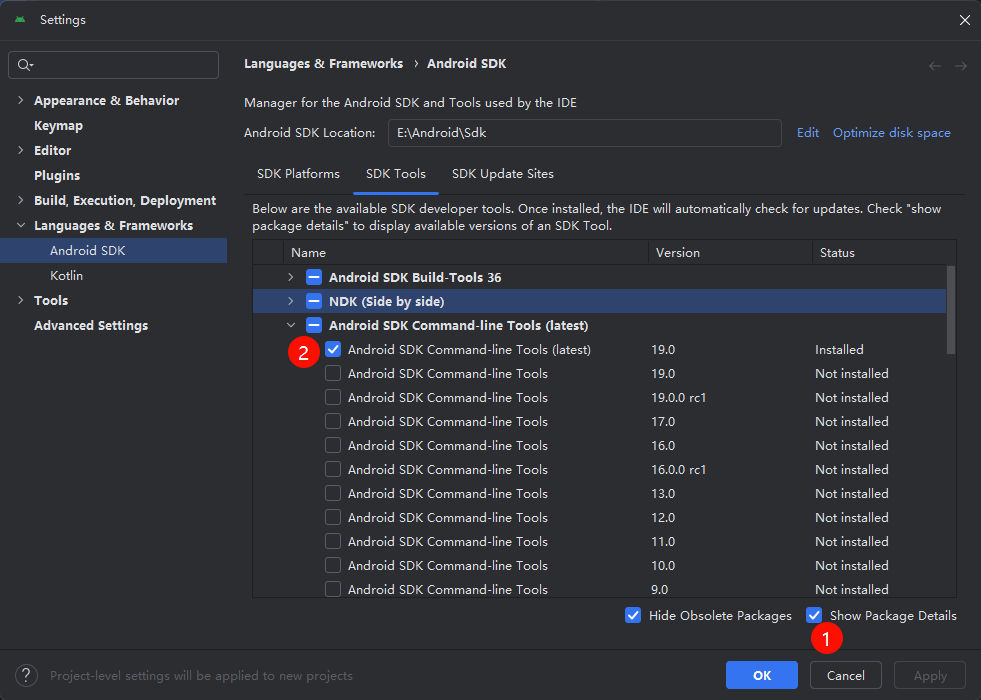 Settings
Languages & Frameworks › Android SDK
Appearance & Behavior
Keymap
Editor
Plugins
Build, Execution, Deployment
Languages & Frameworks
Android SDK
Kotlin
Tools
Advanced Settings
Manager for the Android SDK and Tools used by the IDE
Android SDK Location: E:\Android\Sdk Edit Optimize disk space
SDK Platforms SDK Tools SDK Update Sites
Below are the available SDK developer tools. Once installed, the IDE will automatically check for updates. Check "show
package details" to display available versions of an SDK Tool.
Name Version Status
Android SDK Build-Tools 36
NDK (Side by side)
Android SDK Command-line Tools (latest)
2 Android SDK Command-line Tools (latest) 19.0 Installed
Android SDK Command-line Tools 19.0 Not installed
Android SDK Command-line Tools 19.0.0 rc1 Not installed
Android SDK Command-line Tools 17.0 Not installed
Android SDK Command-line Tools 16.0 Not installed
Android SDK Command-line Tools 16.0.0 rc1 Not installed
Android SDK Command-line Tools 13.0 Not installed
Android SDK Command-line Tools 12.0 Not installed
Android SDK Command-line Tools 11.0 Not installed
Android SDK Command-line Tools 10.0 Not installed
Android SDK Command-line Tools 9.0 Not installed
Hide Obsolete Packages Show Package Details
1
? Project-level settings will be applied to new projects OK Cancel Apply